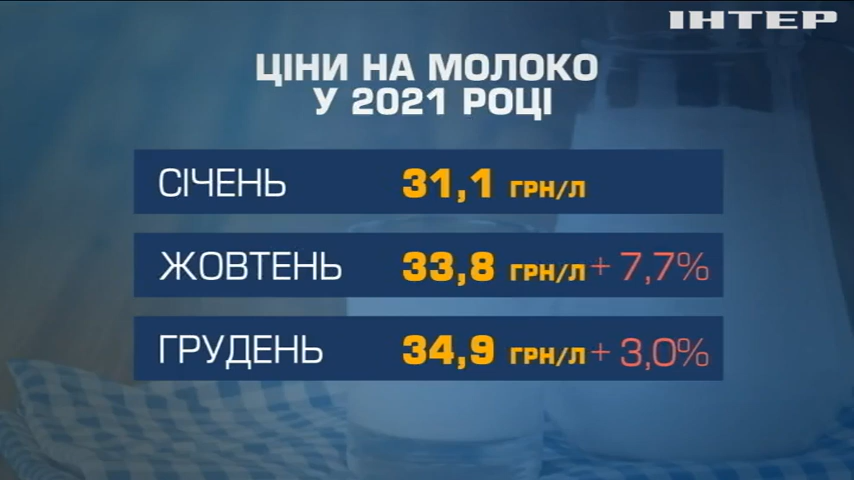 ІНТЕР
ЦІНИ НА МОЛОКО
У 2021 РОЦІ
СІЧЕНЬ 31,1 ГРН/Л
ЖОВТЕНЬ 33,8 ГРН/Л + 7,7%
ГРУДЕНЬ 34,9 ГРН/Л + 3,0%